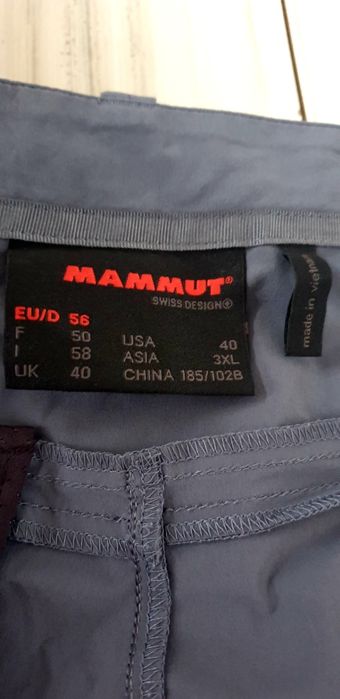 MAMMUT®
SWISS DESIGN®
EU/D 56
F 50 USA 40
I 58 ASIA 3XL
UK 40 CHINA 185/102B
made in vietnam